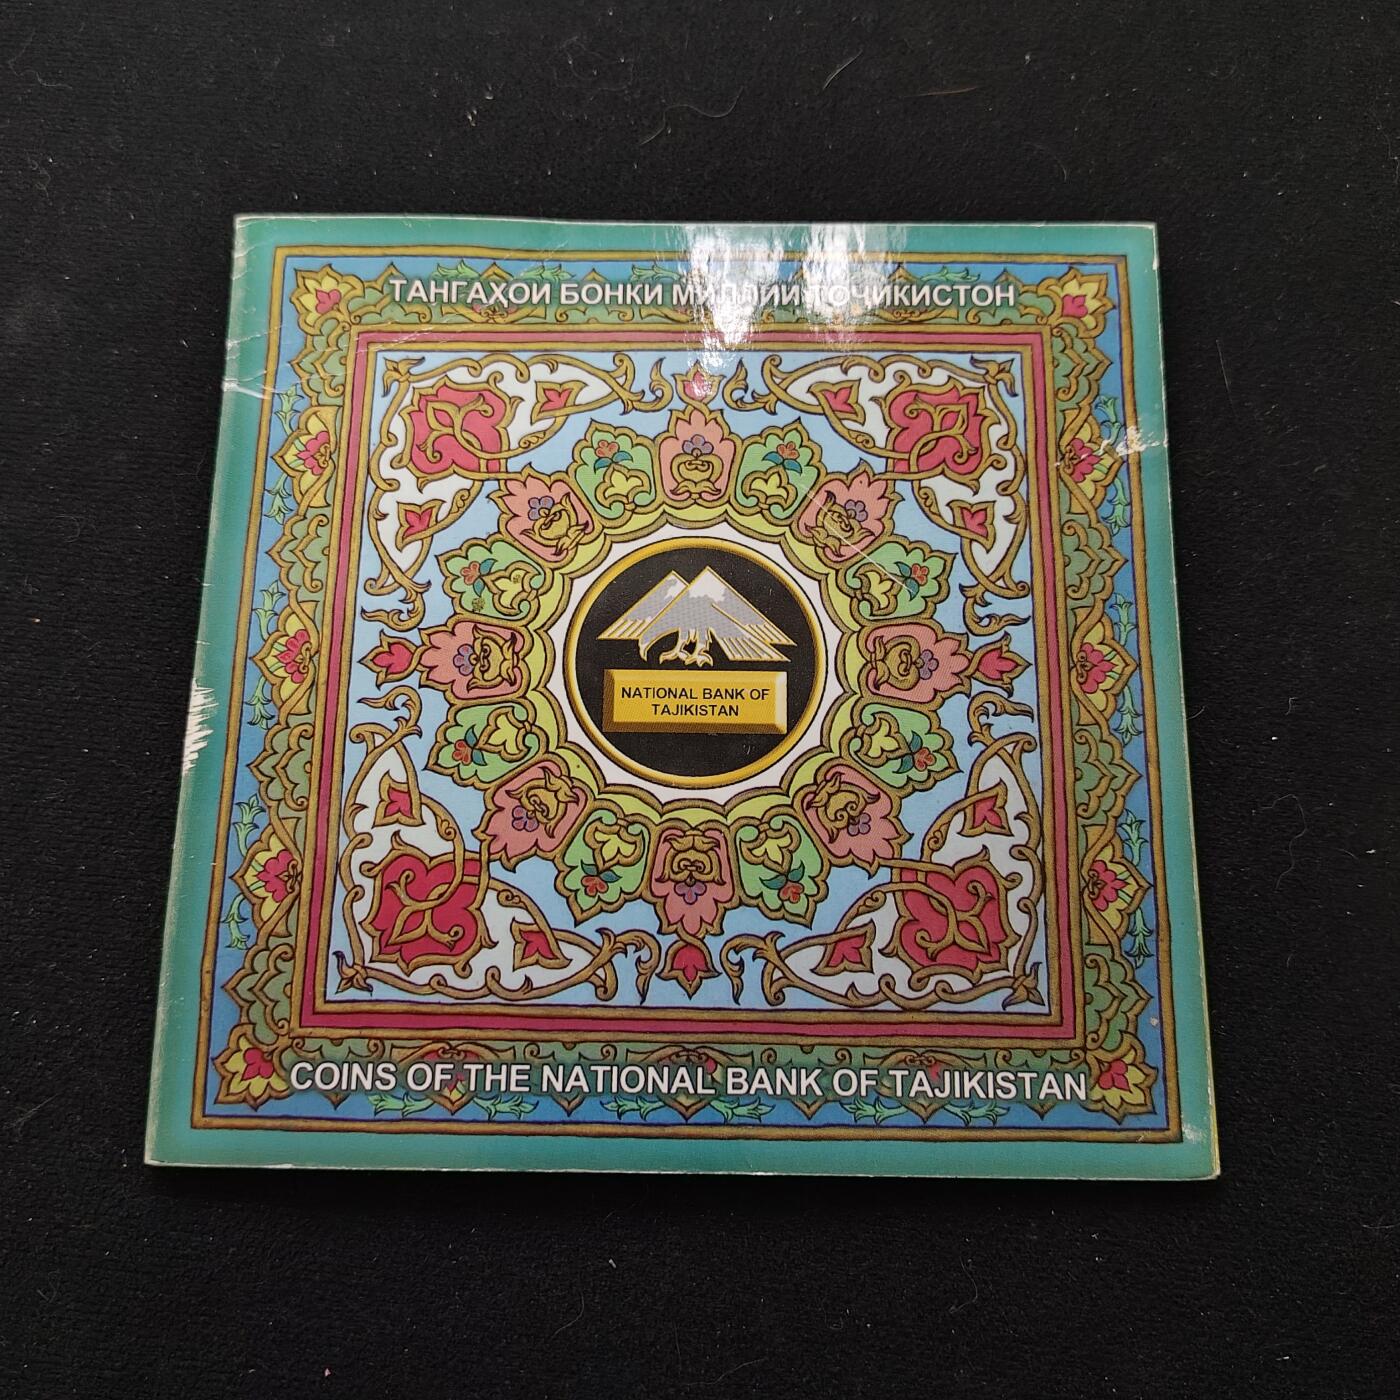 ТАНГАҲОИ БОНКИ МИЛЛИИ ТОҶИКИСТОН
NATIONAL BANK OF
TAJIKISTAN
COINS OF THE NATIONAL BANK OF TAJIKISTAN